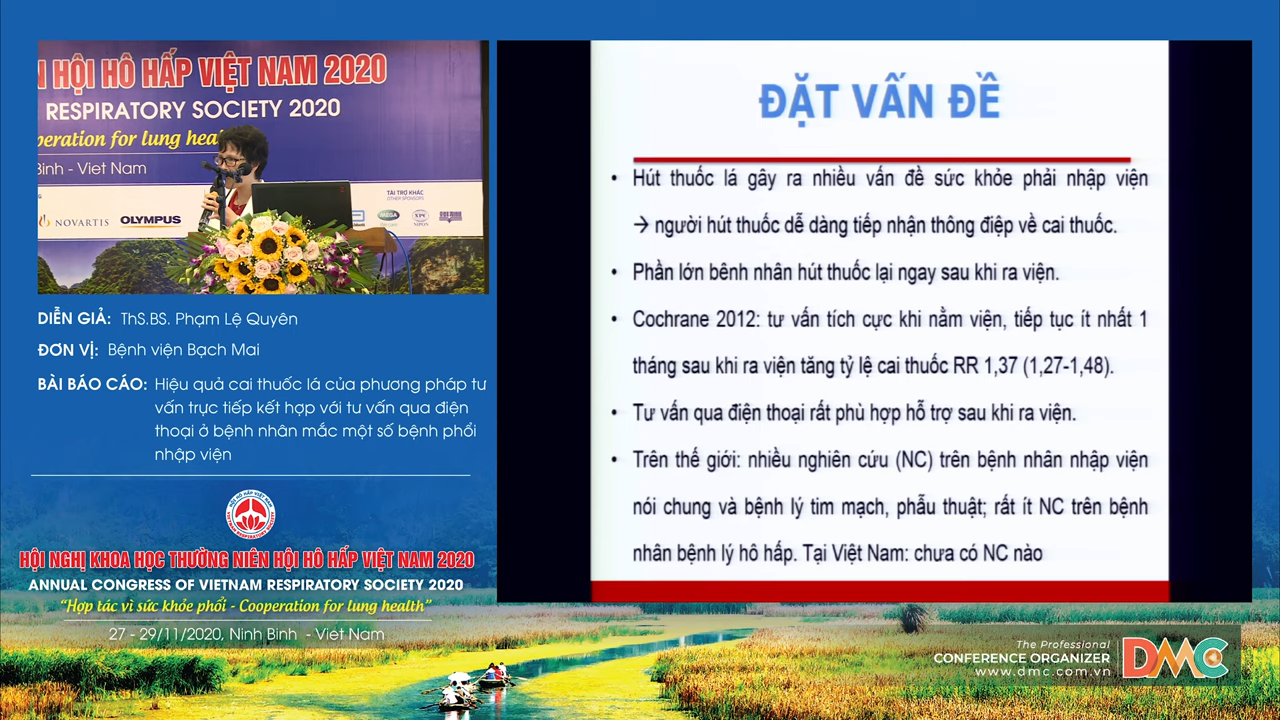 HỘI HÔ HẤP VIỆT NAM 2020
RESPIRATORY SOCIETY 2020
operation for lung hea
Binh - Viet Nam
NOVARTIS
OLYMPUS
TÀI TRỢ KHÁC
OTHER SPONSORS
MEGA
DIỄN GIẢ: ThS.BS. Phạm Lệ Quyên
ĐƠN VỊ: Bệnh viện Bạch Mai
BÀI BÁO CÁO: Hiệu quả cai thuốc lá của phương pháp tư
vấn trực tiếp kết hợp với tư vấn qua điện
thoại ở bệnh nhân mắc một số bệnh phổi
nhập viện
HỘI NGHỊ KHOA HỌC THƯỜNG NIÊN HỘI HÔ HẤP VIỆT NAM 2020
ANNUAL CONGRESS OF VIETNAM RESPIRATORY SOCIETY 2020
“Hợp tác vì sức khỏe phổi - Cooperation for lung health”
27 - 29/11/2020, Ninh Binh - Viet Nam
ĐẶT VẤN ĐỀ
• Hút thuốc lá gây ra nhiều vấn đề sức khỏe phải nhập viện
→ người hút thuốc dễ dàng tiếp nhận thông điệp về cai thuốc.
• Phần lớn bênh nhân hút thuốc lại ngay sau khi ra viện.
• Cochrane 2012: tư vấn tích cực khi nằm viện, tiếp tục ít nhất 1
tháng sau khi ra viện tăng tỷ lệ cai thuốc RR 1,37 (1,27-1,48).
• Tư vấn qua điện thoại rất phù hợp hỗ trợ sau khi ra viện.
• Trên thế giới: nhiều nghiên cứu (NC) trên bệnh nhân nhập viện
nói chung và bệnh lý tim mạch, phẫu thuật; rất ít NC trên bệnh
nhân bệnh lý hô hấp. Tại Việt Nam: chưa có NC nào
The Professional
CONFERENCE ORGANIZER
www.dmc.com.vn
DMC